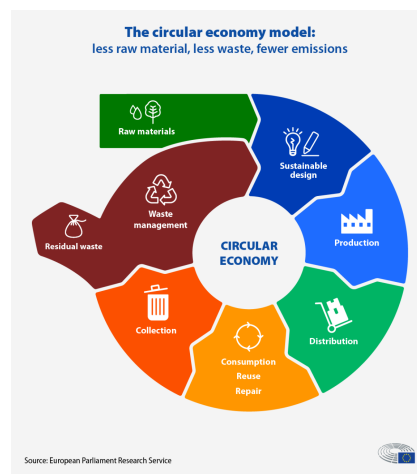 The circular economy model:
less raw material, less waste, fewer emissions
Raw materials
Sustainable
design
Production
Distribution
Consumption
Reuse
Repair
Collection
Waste
management
Residual waste
CIRCULAR
ECONOMY
Source: European Parliament Research Service